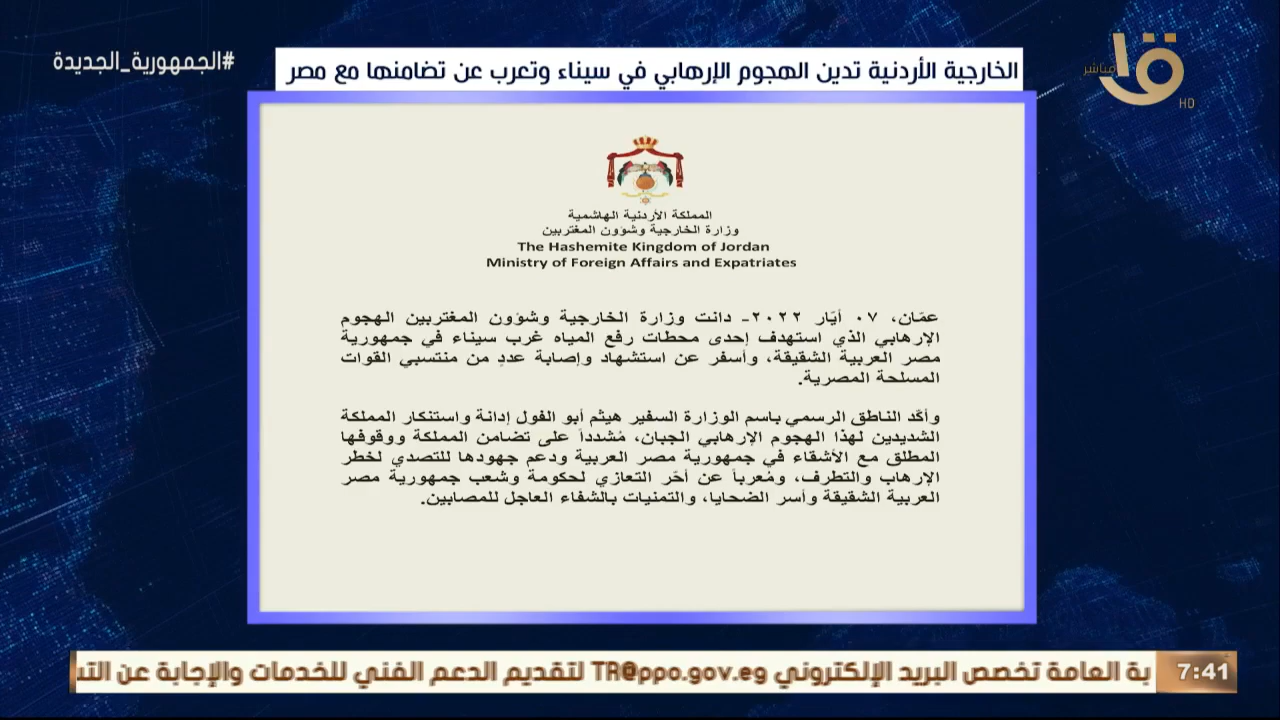 #الجمهورية_الجديدة
الخارجية الأردنية تدين الهجوم الإرهابي في سيناء وتعرب عن تضامنها مع مصر
مباشر
HD
المملكة الأردنية الهاشمية
وزارة الخارجية وشؤون المغتربين
The Hashemite Kingdom of Jordan
Ministry of Foreign Affairs and Expatriates
عمّان، ٠٧ أيّار ٢٠٢٢- دانت وزارة الخارجية وشؤون المغتربين الهجوم
الإرهابي الذي استهدف إحدى محطات رفع المياه غرب سيناء في جمهورية
مصر العربية الشقيقة، وأسفر عن استشهاد وإصابة عددٍ من منتسبي القوات
المسلحة المصرية.
وأكّد الناطق الرسمي باسم الوزارة السفير هيثم أبو الفول إدانة واستنكار المملكة
الشديدين لهذا الهجوم الإرهابي الجبان، مُشدداً على تضامن المملكة ووقوفها
المطلق مع الأشقاء في جمهورية مصر العربية ودعم جهودها للتصدي لخطر
الإرهاب والتطرف، ومُعرباً عن أحّر التعازي لحكومة وشعب جمهورية مصر
العربية الشقيقة وأسر الضحايا، والتمنيات بالشفاء العاجل للمصابين.
7:41
بة العامة تخصص البريد الإلكتروني TR@ppo.gov.eg لتقديم الدعم الفني للخدمات والإجابة عن